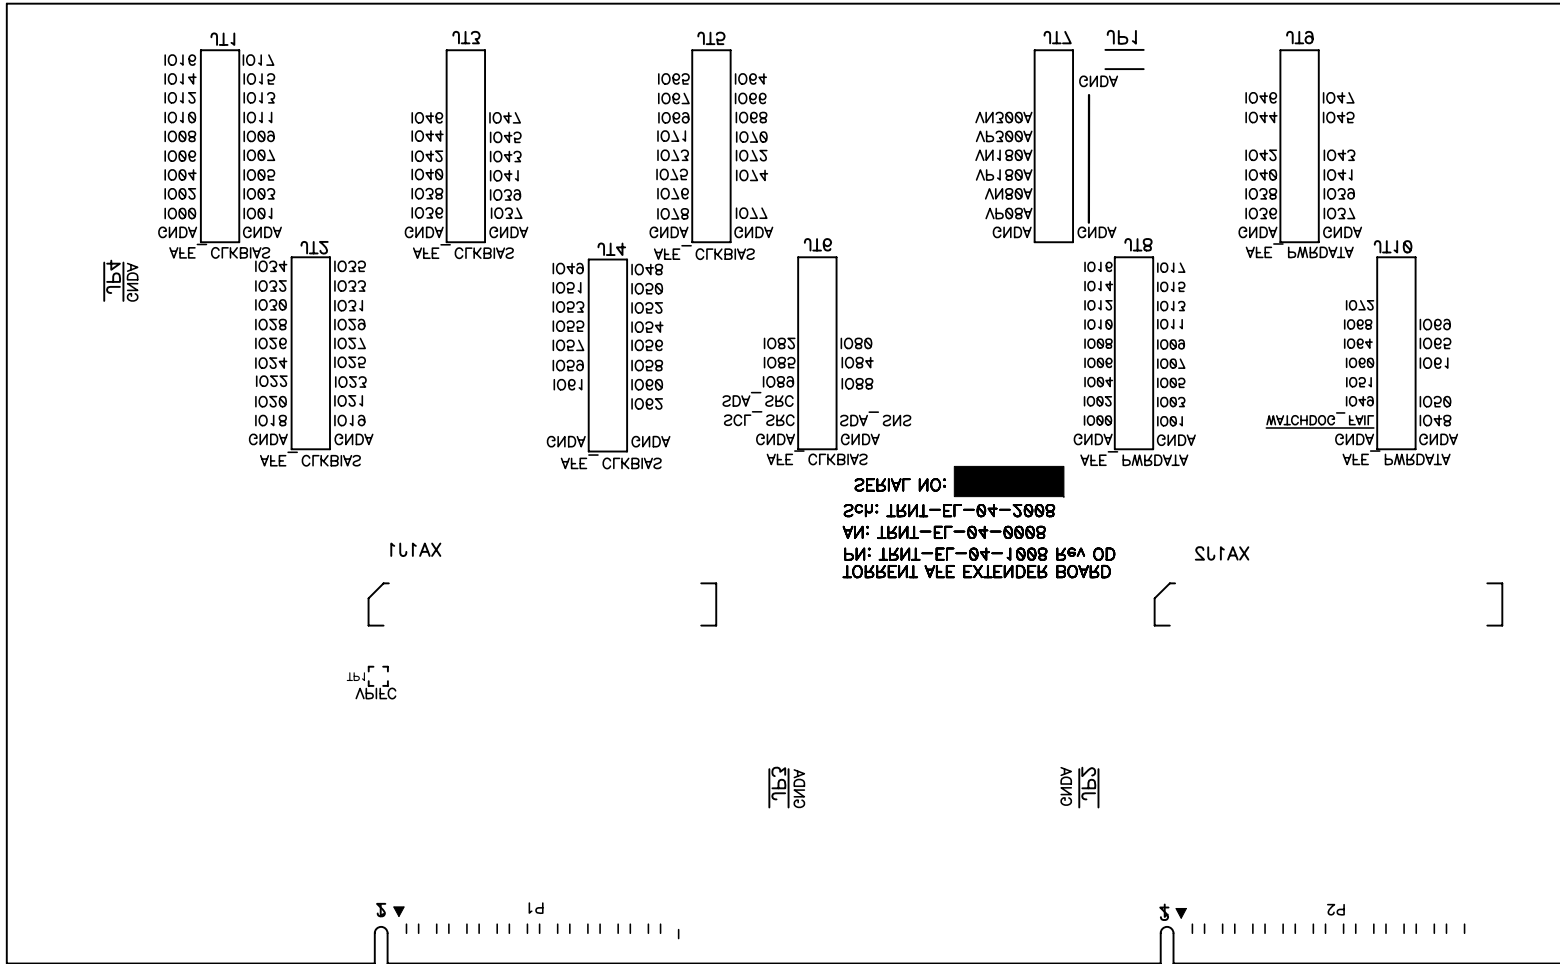 JT1
IO16 IO17
IO14 IO15
IO12 IO13
IO10 IO11
IO08 IO09
IO06 IO07
IO04 IO05
IO02 IO03
IO00 IO01
GNDA GNDA
AFE_CLKBIAS
JT3
IO46 IO47
IO44 IO45
IO42 IO43
IO40 IO41
IO38 IO39
IO36 IO37
GNDA GNDA
AFE_CLKBIAS
JT5
IO65 IO64
IO67 IO66
IO69 IO68
IO71 IO70
IO73 IO72
IO75 IO74
IO76
IO78 IO77
GNDA GNDA
AFE_CLKBIAS
JT7
VN300A
VP300A
VN180A
VP180A
VN80A
VP08A
GNDA
JP1
GNDA
GNDA
JT9
IO46 IO47
IO44 IO45
IO42 IO43
IO40 IO41
IO38 IO39
IO36 IO37
GNDA GNDA
AFE_PWRDATA
JP4
GNDA
JT2
IO34 IO35
IO32 IO33
IO30 IO31
IO28 IO29
IO26 IO27
IO24 IO25
IO22 IO23
IO20 IO21
IO18 IO19
GNDA GNDA
AFE_CLKBIAS
JT4
IO49 IO48
IO51 IO50
IO53 IO52
IO55 IO54
IO57 IO56
IO59 IO58
IO61 IO60
IO62
GNDA GNDA
AFE_CLKBIAS
JT6
IO82 IO80
IO85 IO84
IO89 IO88
SDA_SRC
SCL_SRC SDA_SNS
GNDA GNDA
AFE_CLKBIAS
JT8
IO16 IO17
IO14 IO15
IO12 IO13
IO10 IO11
IO08 IO09
IO06 IO07
IO04 IO05
IO02 IO03
IO00 IO01
GNDA GNDA
AFE_PWRDATA
JT10
IO72
IO68 IO69
IO64 IO65
IO60 IO61
IO51
IO49 IO50
WATCHDOG_FAIL IO48
GNDA GNDA
AFE_PWRDATA
SERIAL NO:
Sch: TRNT-EL-04-2008
AN: TRNT-EL-04-0008
PN: TRNT-EL-04-1008 Rev OD
TORRENT AFE EXTENDER BOARD
XA1J1
XA1J2
TP1
VPIFC
JP3
GNDA
GNDA
JP2
P1
P2